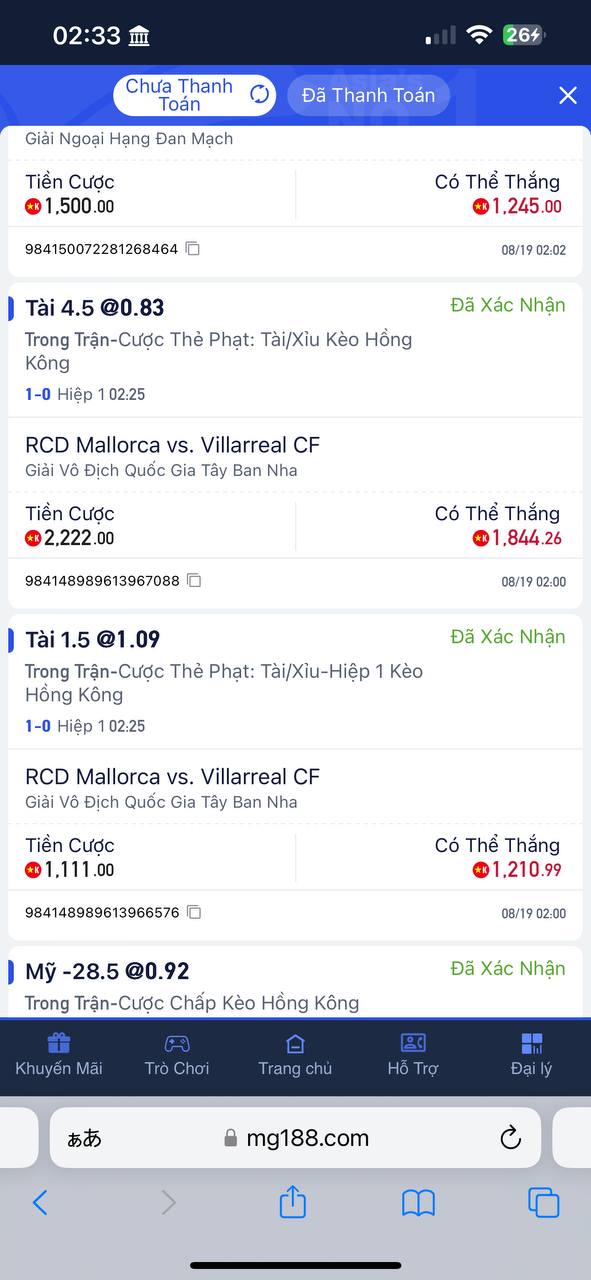 02:33
26
Chưa Thanh
Toán
Đã Thanh Toán
Giải Ngoại Hạng Đan Mạch
Tiền Cược
Có Thể Thắng
K 1,500.00
K 1,245.00
984150072281268464
08/19 02:02
Tài 4.5 @0.83
Đã Xác Nhận
Trong Trận-Cược Thẻ Phạt: Tài/Xỉu Kèo Hồng
Kông
1-0 Hiệp 1 02:25
RCD Mallorca vs. Villarreal CF
Giải Vô Địch Quốc Gia Tây Ban Nha
Tiền Cược
Có Thể Thắng
K 2,222.00
K 1,844.26
984148989613967088
08/19 02:00
Tài 1.5 @1.09
Đã Xác Nhận
Trong Trận-Cược Thẻ Phạt: Tài/Xỉu-Hiệp 1 Kèo
Hồng Kông
1-0 Hiệp 1 02:25
RCD Mallorca vs. Villarreal CF
Giải Vô Địch Quốc Gia Tây Ban Nha
Tiền Cược
Có Thể Thắng
K 1,111.00
K 1,210.99
984148989613966576
08/19 02:00
Mỹ -28.5 @0.92
Đã Xác Nhận
Trong Trận-Cược Chấp Kèo Hồng Kông
Khuyến Mãi
Trò Chơi
Trang chủ
Hỗ Trợ
Đại lý
ぁあ
mg188.com